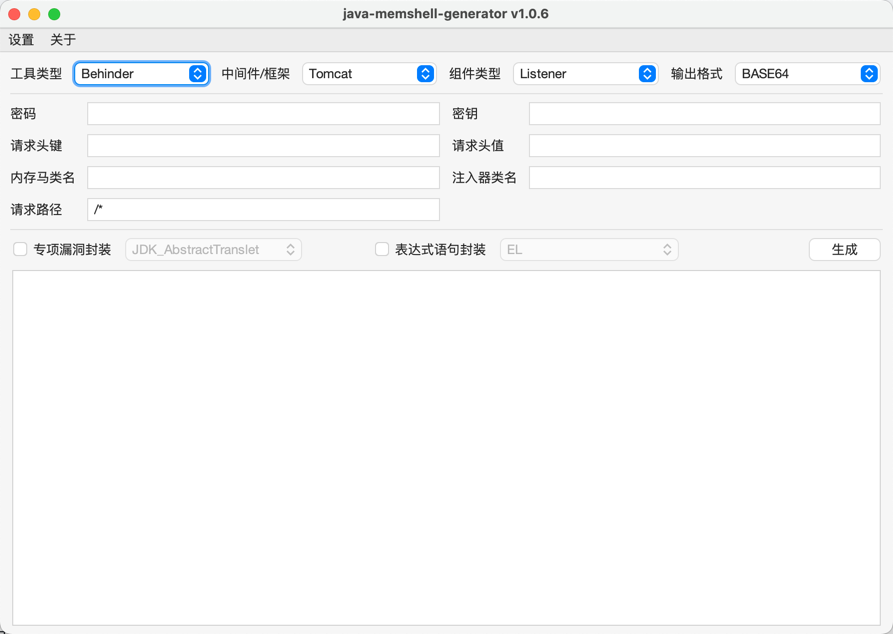 java-memshell-generator v1.0.6
设置 关于
工具类型 Behinder 中间件/框架 Tomcat 组件类型 Listener 输出格式 BASE64
密码 密钥
请求头键 请求头值
内存马类名 注入器类名
请求路径 /*
专项漏洞封装 JDK_AbstractTranslet 表达式语句封装 EL 生成